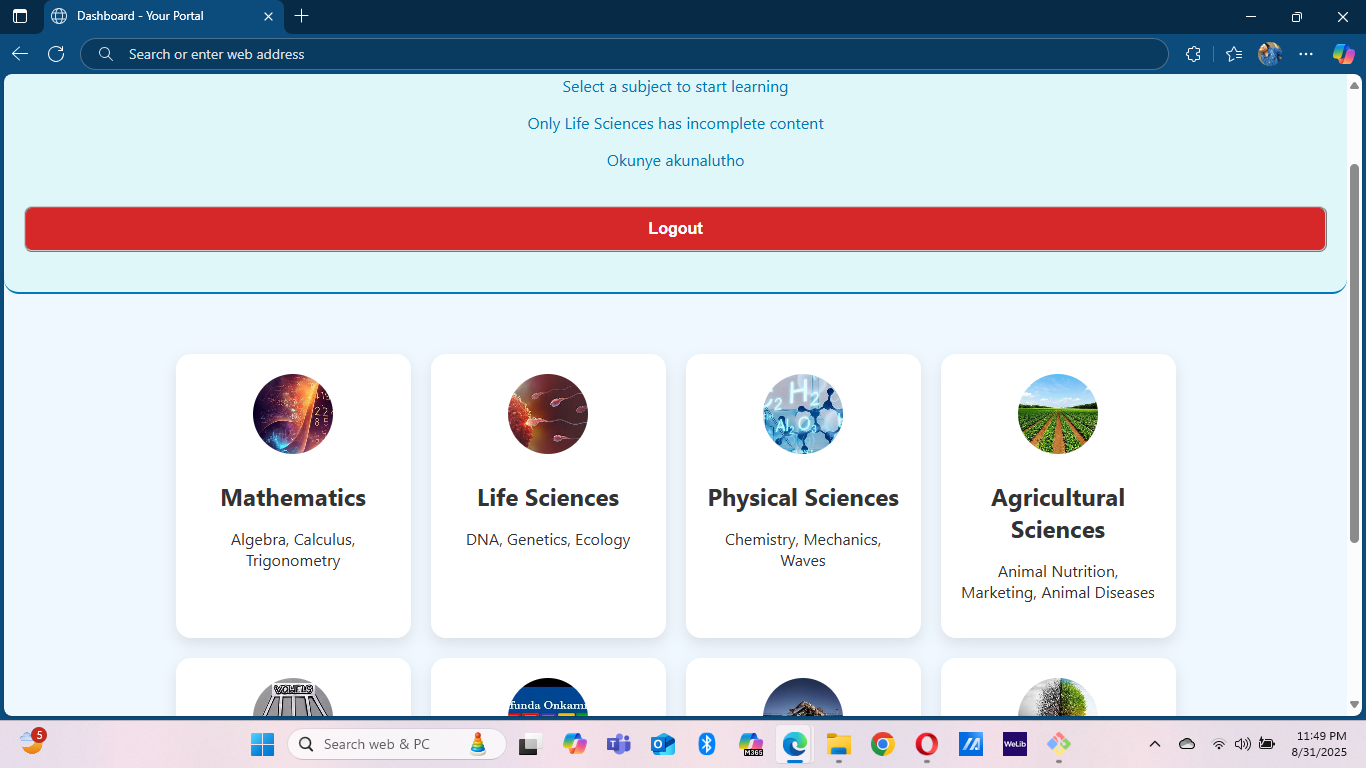 Dashboard - Your Portal
Search or enter web address
Select a subject to start learning
Only Life Sciences has incomplete content
Okunye akunalutho
Logout
Mathematics
Algebra, Calculus,
Trigonometry
Life Sciences
DNA, Genetics, Ecology
Physical Sciences
Chemistry, Mechanics,
Waves
Agricultural
Sciences
Animal Nutrition,
Marketing, Animal Diseases
H2
VOWELS
funda Onkam
5
Search web & PC
M365
WeLib
11:49 PM
8/31/2025